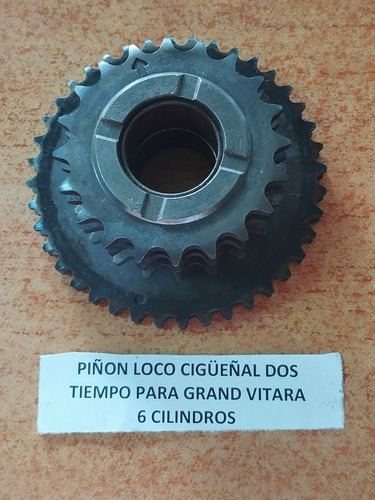 PIÑON LOCO CIGÜEÑAL DOS
TIEMPO PARA GRAND VITARA
6 CILINDROS